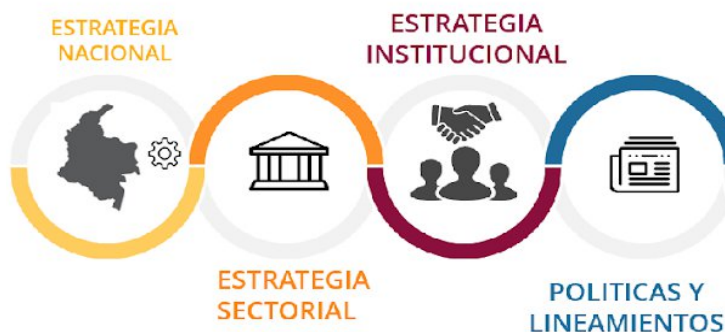 ESTRATEGIA
NACIONAL
ESTRATEGIA
SECTORIAL
ESTRATEGIA
INSTITUCIONAL
POLITICAS Y
LINEAMIENTOS